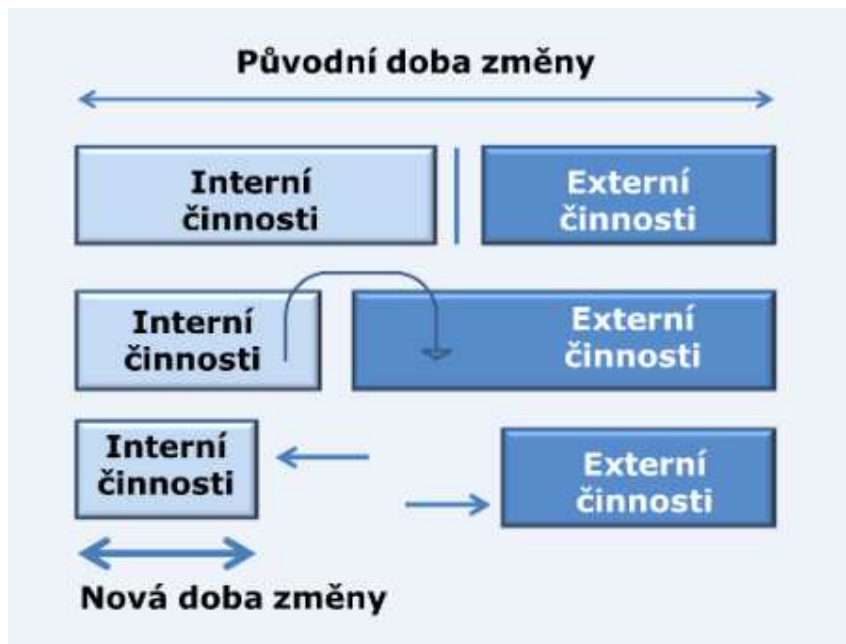 Původní doba změny
Interní
činnosti
Externí
činnosti
Interní
činnosti
Externí
činnosti
Interní
činnosti
Externí
činnosti
Nová doba změny